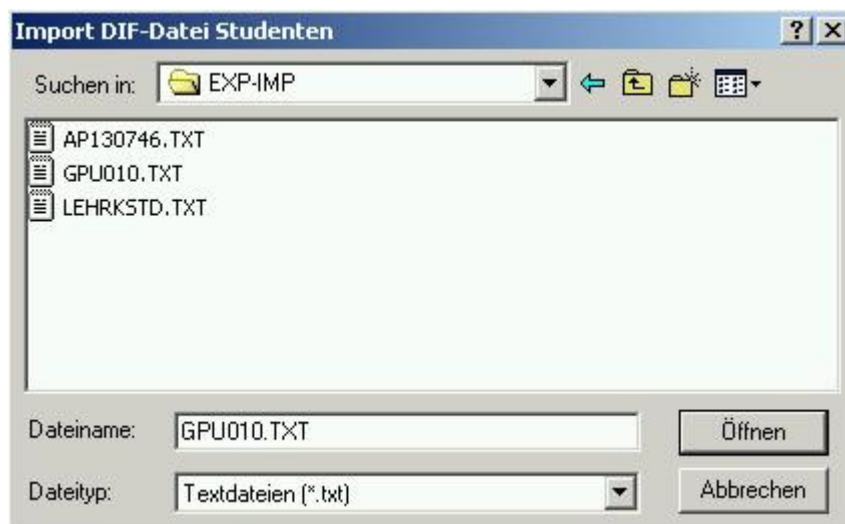 Import DIF-Datei Studenten
Suchen in: EXP-IMP
AP130746.TXT
GPU010.TXT
LEHRKSTD.TXT
Dateiname: GPU010.TXT Öffnen
Dateityp: Textdateien (*.txt) Abbrechen